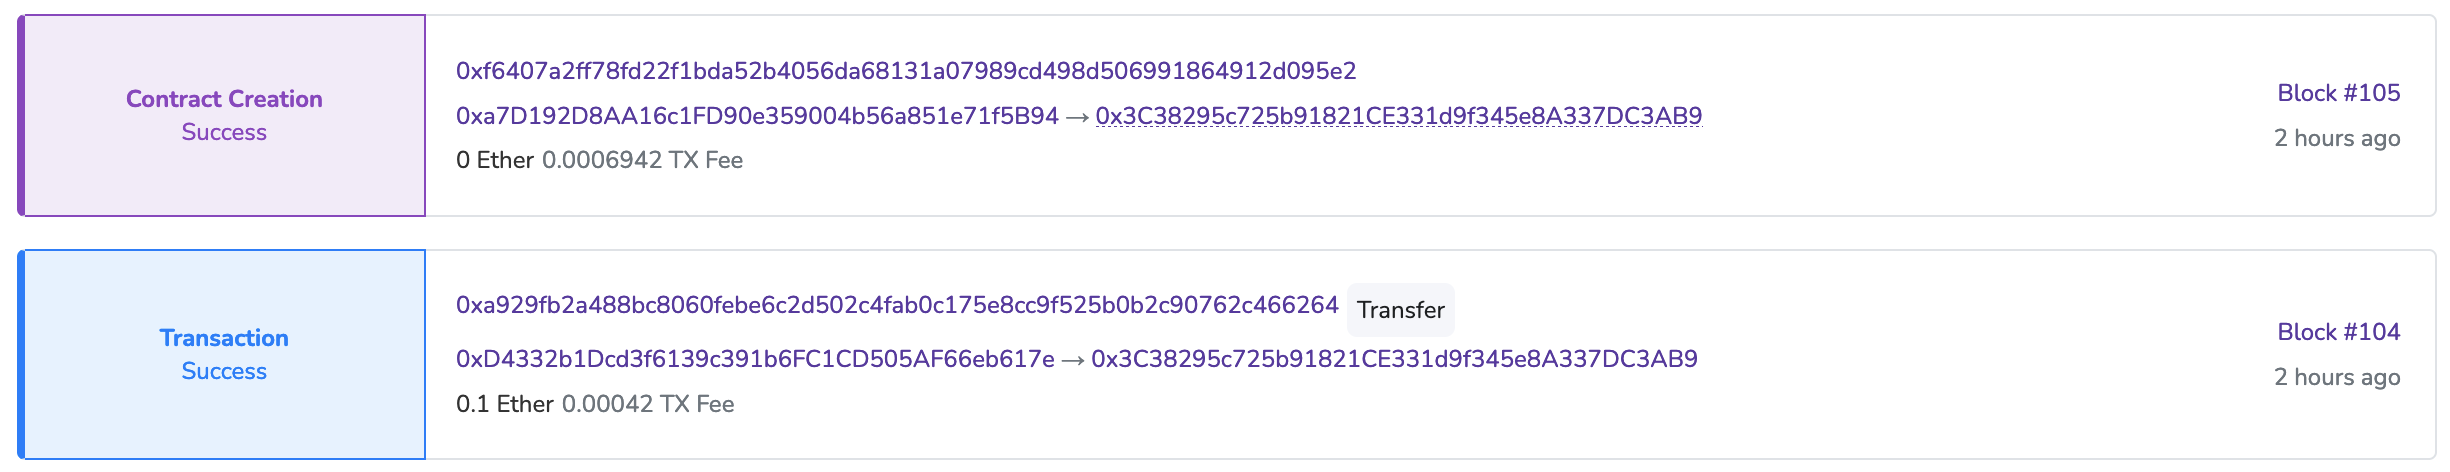 Contract Creation
Success
0xf6407a2ff78fd22f1bda52b4056da68131a07989cd498d506991864912d095e2
0xa7D192D8AA16c1FD90e359004b56a851e71f5B94 → 0x3C38295c725b91821CE331d9f345e8A337DC3AB9
0 Ether 0.0006942 TX Fee
Block #105
2 hours ago
Transaction
Success
0xa929fb2a488bc8060febe6c2d502c4fab0c175e8cc9f525b0b2c90762c466264 Transfer
0xD4332b1Dcd3f6139c391b6FC1CD505AF66eb617e → 0x3C38295c725b91821CE331d9f345e8A337DC3AB9
0.1 Ether 0.00042 TX Fee
Block #104
2 hours ago